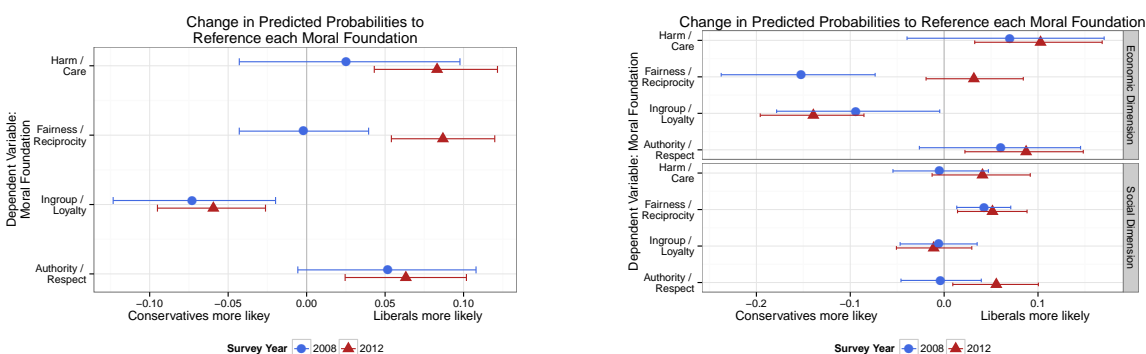 Change in Predicted Probabilities to
Reference each Moral Foundation
Dependent Variable:
Moral Foundation
Harm /
Care
Fairness /
Reciprocity
Ingroup /
Loyalty
Authority /
Respect
−0.10 −0.05 0.00 0.05 0.10
Conservatives more likey Liberals more likely
Survey Year 2008 2012
Change in Predicted Probabilities to Reference each Moral Foundation
Dependent Variable: Moral Foundation
Harm /
Care
Fairness /
Reciprocity
Ingroup /
Loyalty
Authority /
Respect
Economic Dimension
Harm /
Care
Fairness /
Reciprocity
Ingroup /
Loyalty
Authority /
Respect
Social Dimension
−0.2 −0.1 0.0 0.1
Conservatives more likely Liberals more likely
Survey Year 2008 2012